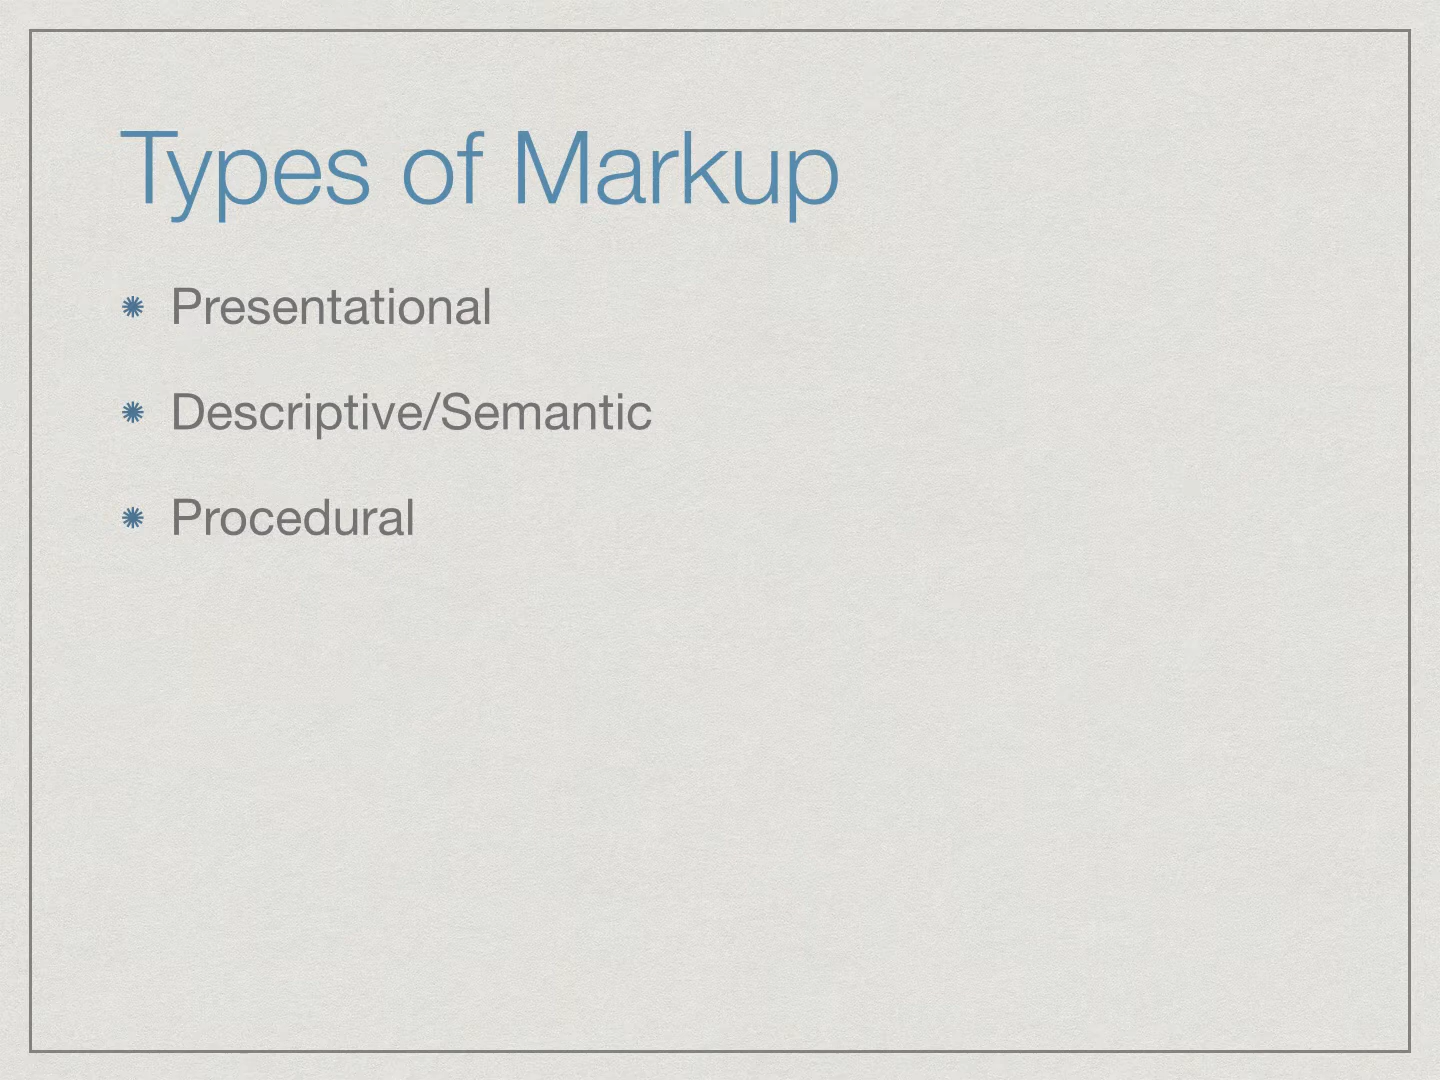 Types of Markup
Presentational
Descriptive/Semantic
Procedural